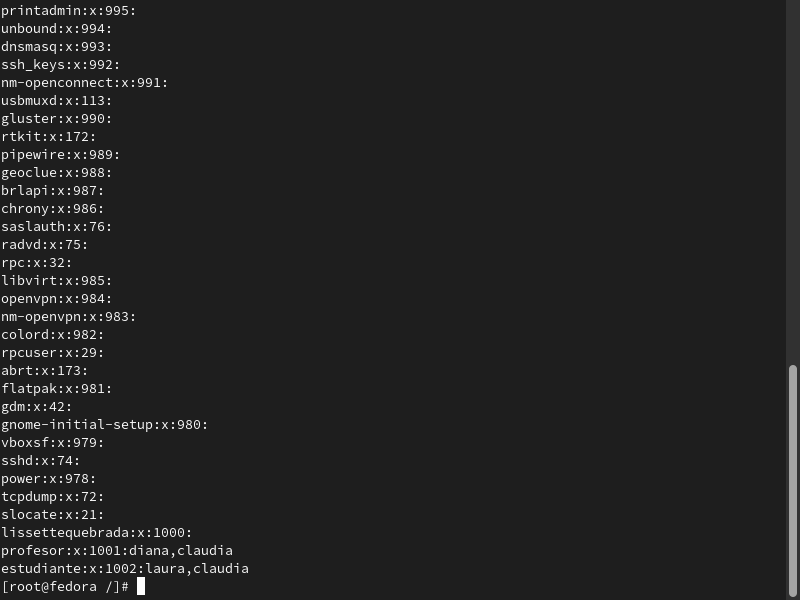 printadmin:x:995:
unbound:x:994:
dnsmasq:x:993:
ssh_keys:x:992:
nm-openconnect:x:991:
usbmuxd:x:113:
gluster:x:990:
rtkit:x:172:
pipewire:x:989:
geoclue:x:988:
brlapi:x:987:
chrony:x:986:
saslauth:x:76:
radvd:x:75:
rpc:x:32:
libvirt:x:985:
openvpn:x:984:
nm-openvpn:x:983:
colord:x:982:
rpcuser:x:29:
abrt:x:173:
flatpak:x:981:
gdm:x:42:
gnome-initial-setup:x:980:
vboxsf:x:979:
sshd:x:74:
power:x:978:
tcpdump:x:72:
slocate:x:21:
lissettequebrada:x:1000:
profesor:x:1001:diana,claudia
estudiante:x:1002:laura,claudia
[root@fedora /]#